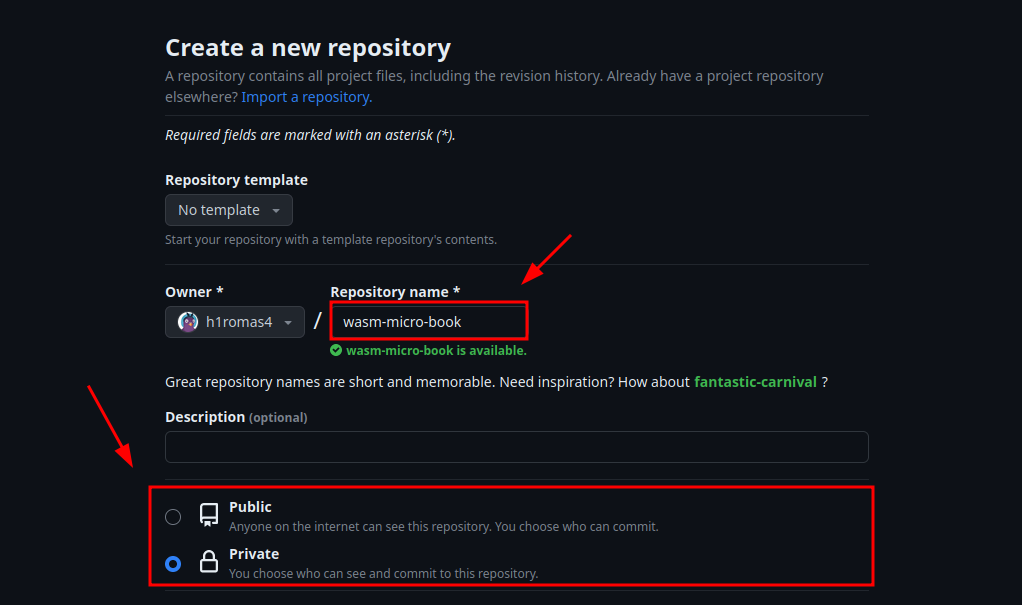 Create a new repository
A repository contains all project files, including the revision history. Already have a project repository
elsewhere? Import a repository.
Required fields are marked with an asterisk (*).
Repository template
No template
Start your repository with a template repository's contents.
Owner * Repository name *
h1romas4 / wasm-micro-book
wasm-micro-book is available.
Great repository names are short and memorable. Need inspiration? How about fantastic-carnival ?
Description (optional)
Public
Anyone on the internet can see this repository. You choose who can commit.
Private
You choose who can see and commit to this repository.